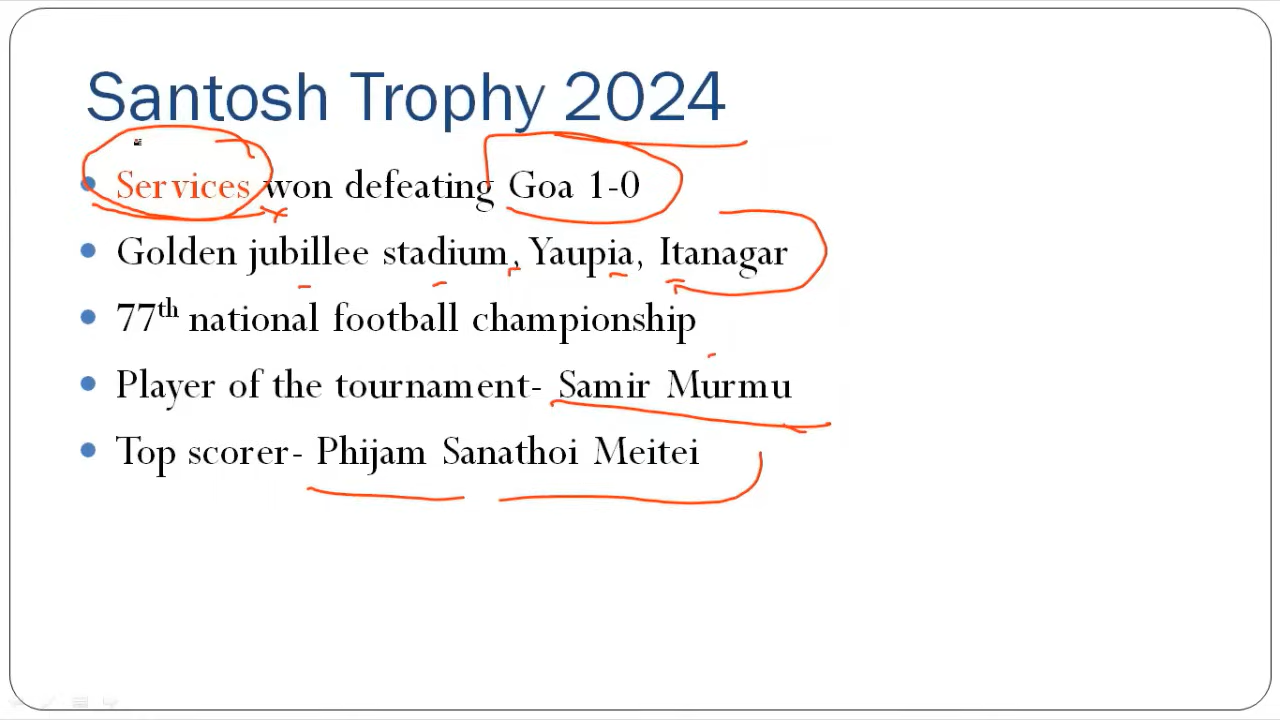 Santosh Trophy 2024
Services won defeating Goa 1-0
Golden jubillee stadium, Yaupia, Itanagar
77th national football championship
Player of the tournament- Samir Murmu
Top scorer- Phijam Sanathoi Meitei